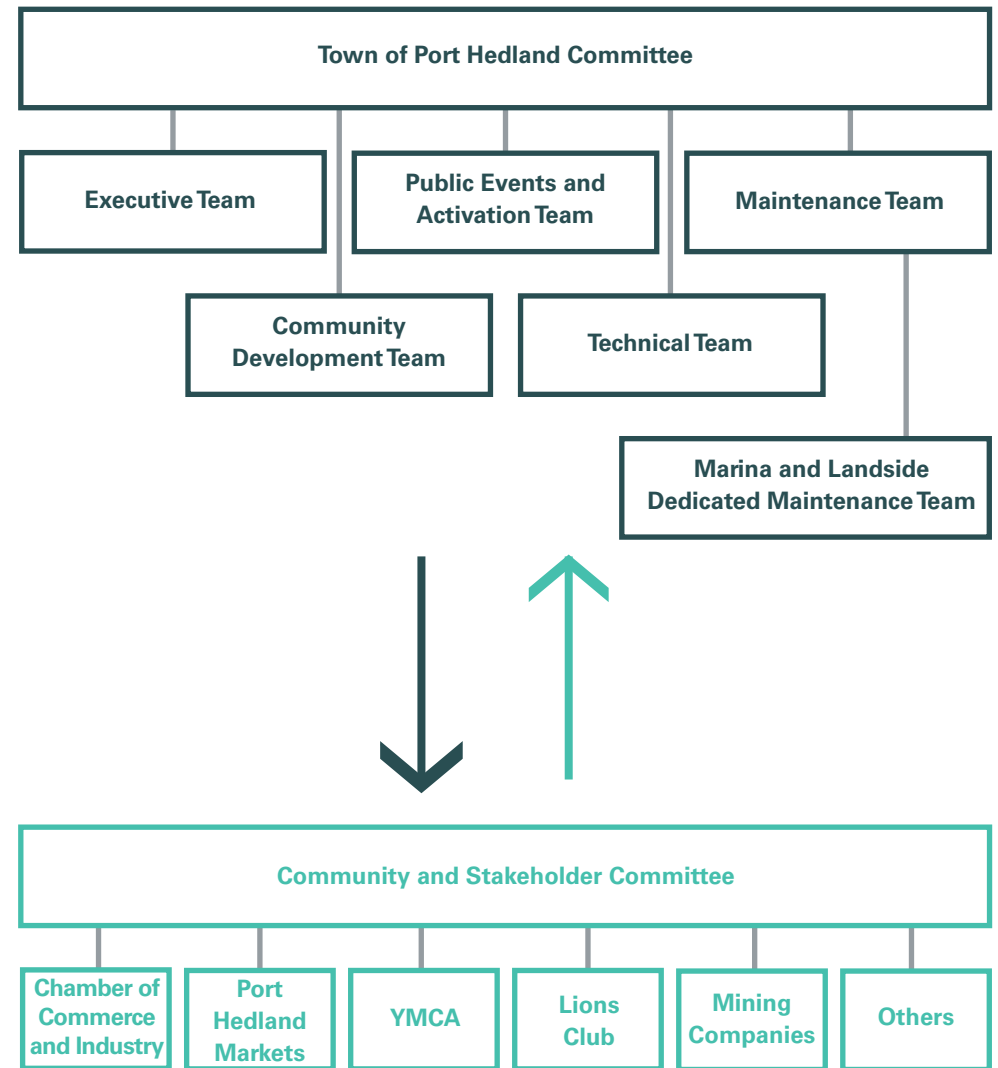 Town of Port Hedland Committee
Executive Team
Public Events and
Activation Team
Maintenance Team
Community
Development Team
Technical Team
Marina and Landside
Dedicated Maintenance Team
Community and Stakeholder Committee
Chamber of
Commerce
and Industry
Port
Hedland
Markets
YMCA
Lions
Club
Mining
Companies
Others